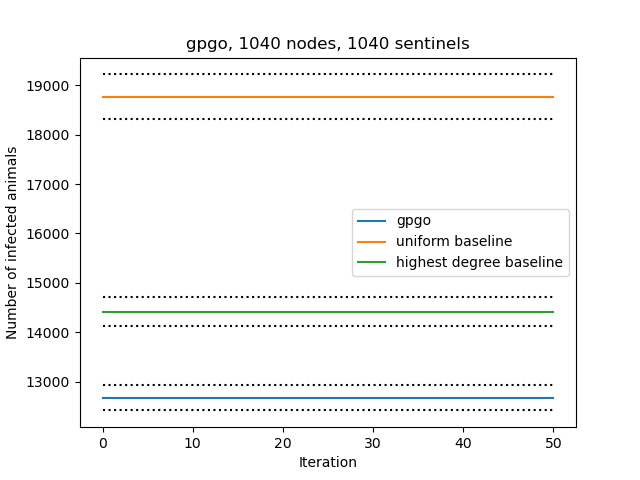 gpgo, 1040 nodes, 1040 sentinels
Number of infected animals
19000
18000
17000
16000
15000
14000
13000
gpgo
uniform baseline
highest degree baseline
0 10 20 30 40 50
Iteration